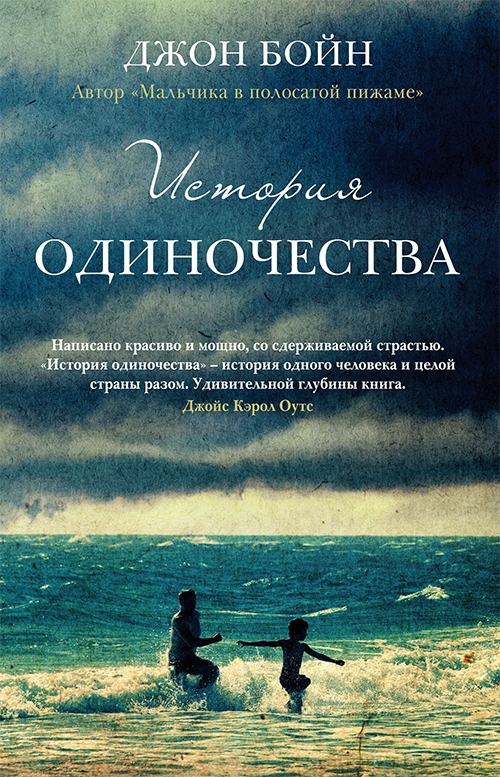 ДЖОН БОЙН
Автор «Мальчика в полосатой пижаме»
История
ОДИНОЧЕСТВА
Написано красиво и мощно, со сдерживаемой страстью.
«История одиночества» – история одного человека и целой
страны разом. Удивительной глубины книга.
Джойс Кэрол Оутс